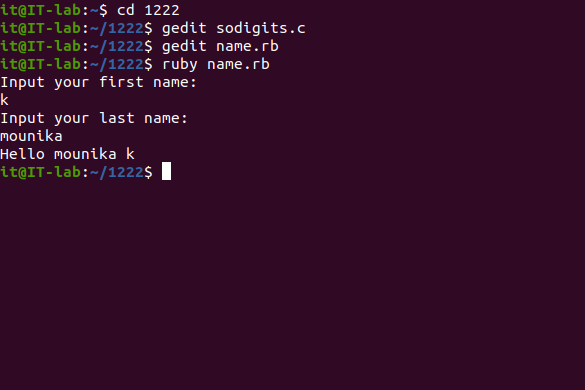 it@IT-lab:~$ cd 1222
it@IT-lab:~/1222$ gedit sodigits.c
it@IT-lab:~/1222$ gedit name.rb
it@IT-lab:~/1222$ ruby name.rb
Input your first name:
k
Input your last name:
mounika
Hello mounika k
it@IT-lab:~/1222$